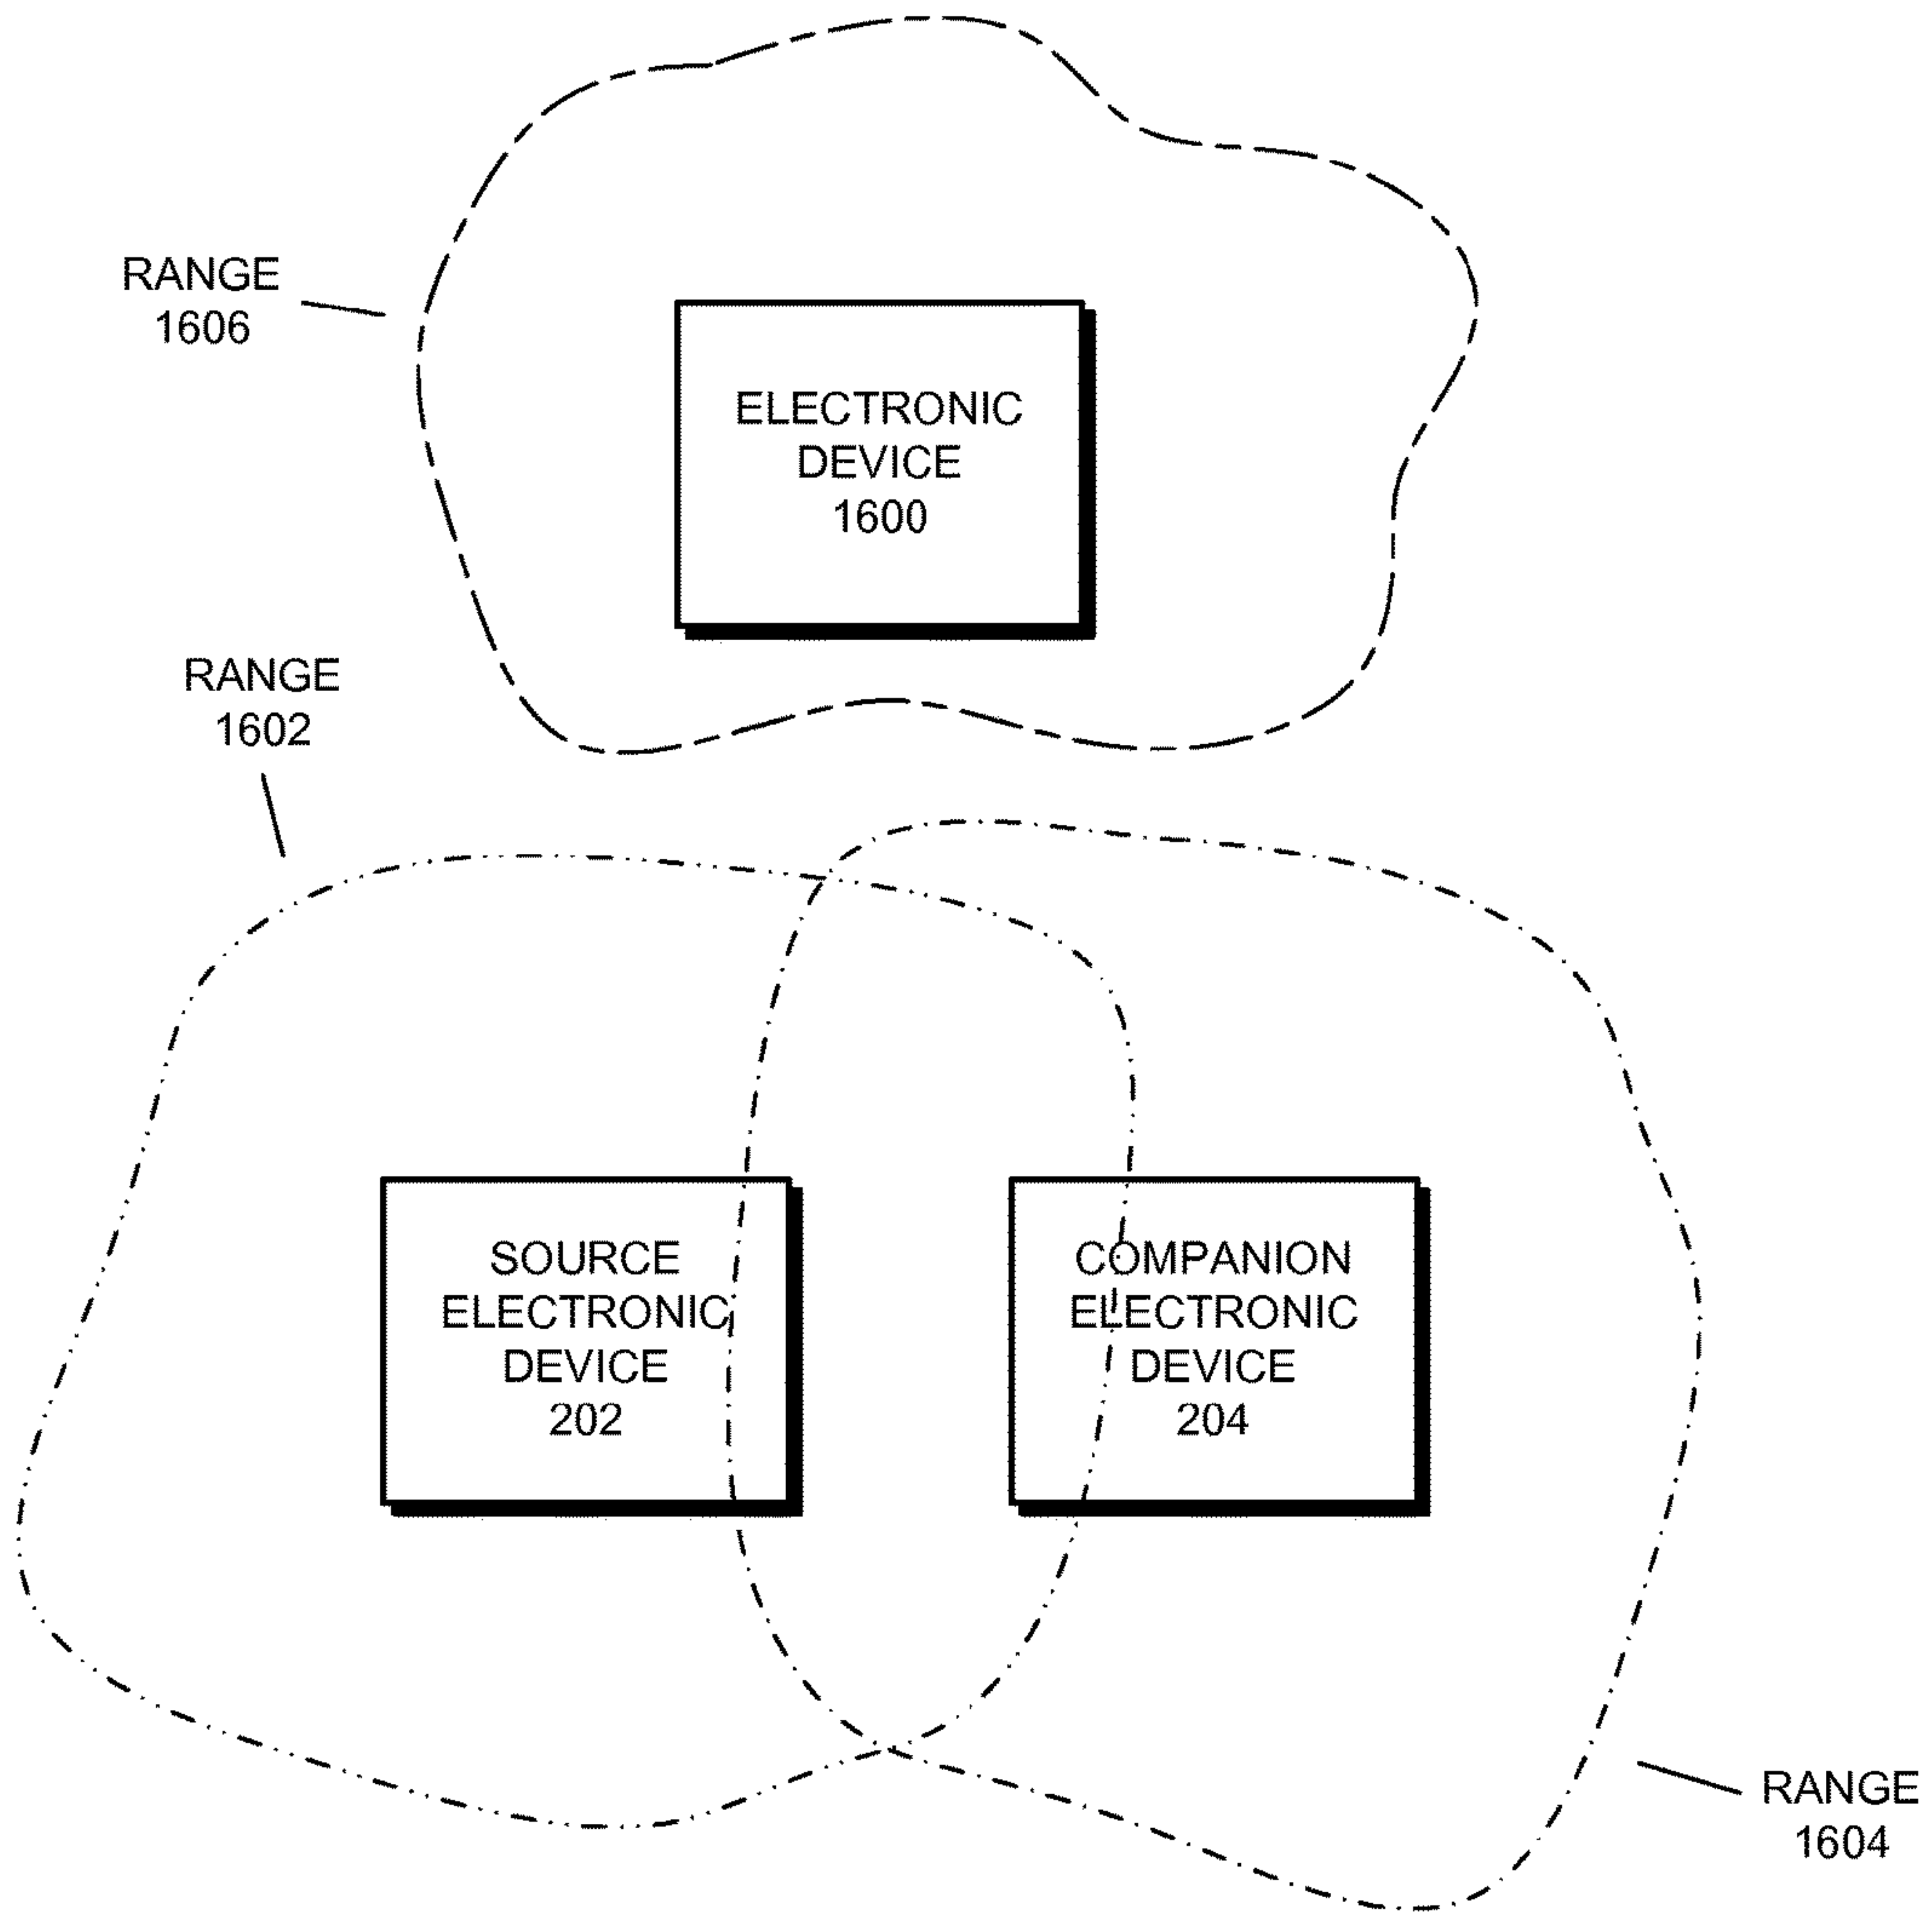 RANGE
1606
ELECTRONIC
DEVICE
1600
RANGE
1602
SOURCE
ELECTRONIC
DEVICE
202
COMPANION
ELECTRONIC
DEVICE
204
RANGE
1604